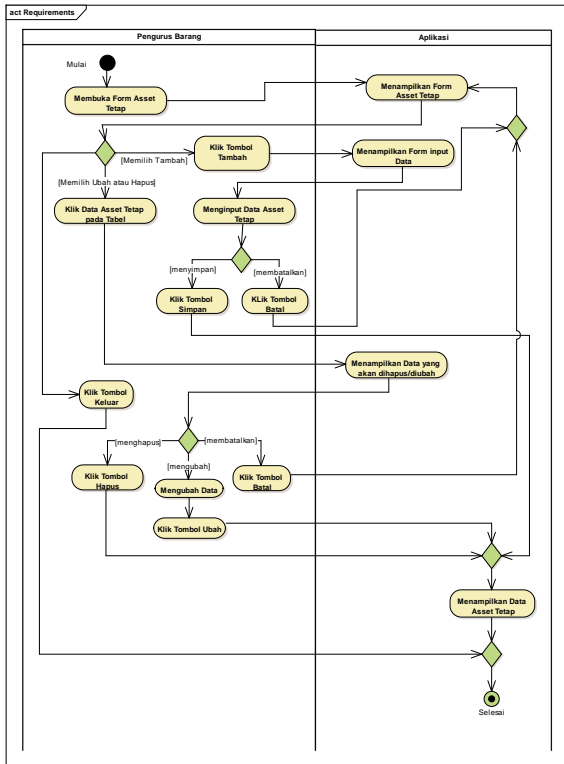 act Requirements
Pengurus Barang
Aplikasi
Mulai
Membuka Form Asset
Tetap
Menampilkan Form
Asset Tetap
[Memilih Tambah]
Klik Tombol
Tambah
Menampilkan Form input
Data
[Memilih Ubah atau Hapus]
Klik Data Asset Tetap
pada Tabel
Menginput Data Asset
Tetap
[menyimpan]
[membatalkan]
Klik Tombol
Simpan
KLik Tombol
Batal
Menampilkan Data yang
akan dihapus/diubah
Klik Tombol
Keluar
[menghapus]
[membatalkan]
[mengubah]
Klik Tombol
Hapus
Mengubah Data
Klik Tombol
Batal
Klik Tombol Ubah
Menampilkan Data
Asset Tetap
Selesai